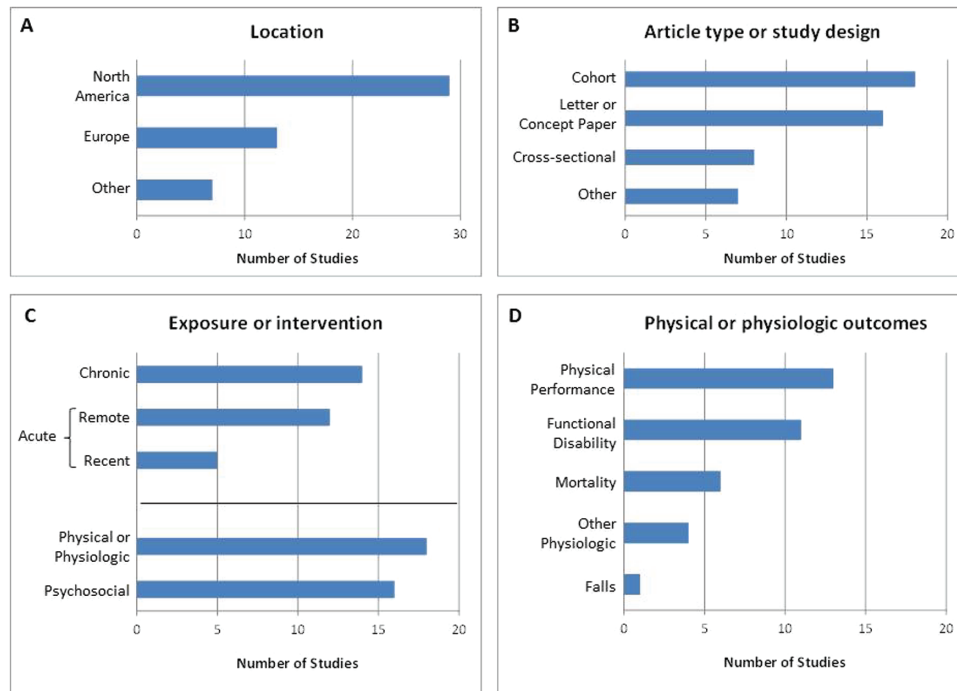 A
Location
North
America
Europe
Other
0 10 20 30
Number of Studies
B
Article type or study design
Cohort
Letter or
Concept Paper
Cross-sectional
Other
0 5 10 15 20
Number of Studies
C
Exposure or intervention
Chronic
Acute
Remote
Recent
Physical or
Physiologic
Psychosocial
0 5 10 15 20
Number of Studies
D
Physical or physiologic outcomes
Physical
Performance
Functional
Disability
Mortality
Other
Physiologic
Falls
0 5 10 15 20
Number of Studies